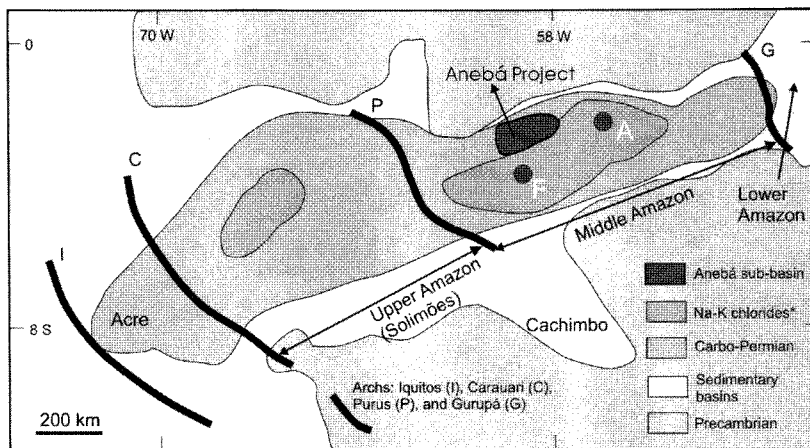 70 W
58 W
0
G
Anebá Project
P
A
C
F
Lower
Amazon
Middle Amazon
I
Upper Amazon
(Solimões)
Anebá sub-basin
Acre
Na-K chlorides*
8 S
Cachimbo
Carbo-Permian
Archs: Iquitos (I), Carauari (C),
Purus (P), and Gurupá (G)
Sedimentary
basins
200 km
Precambrian